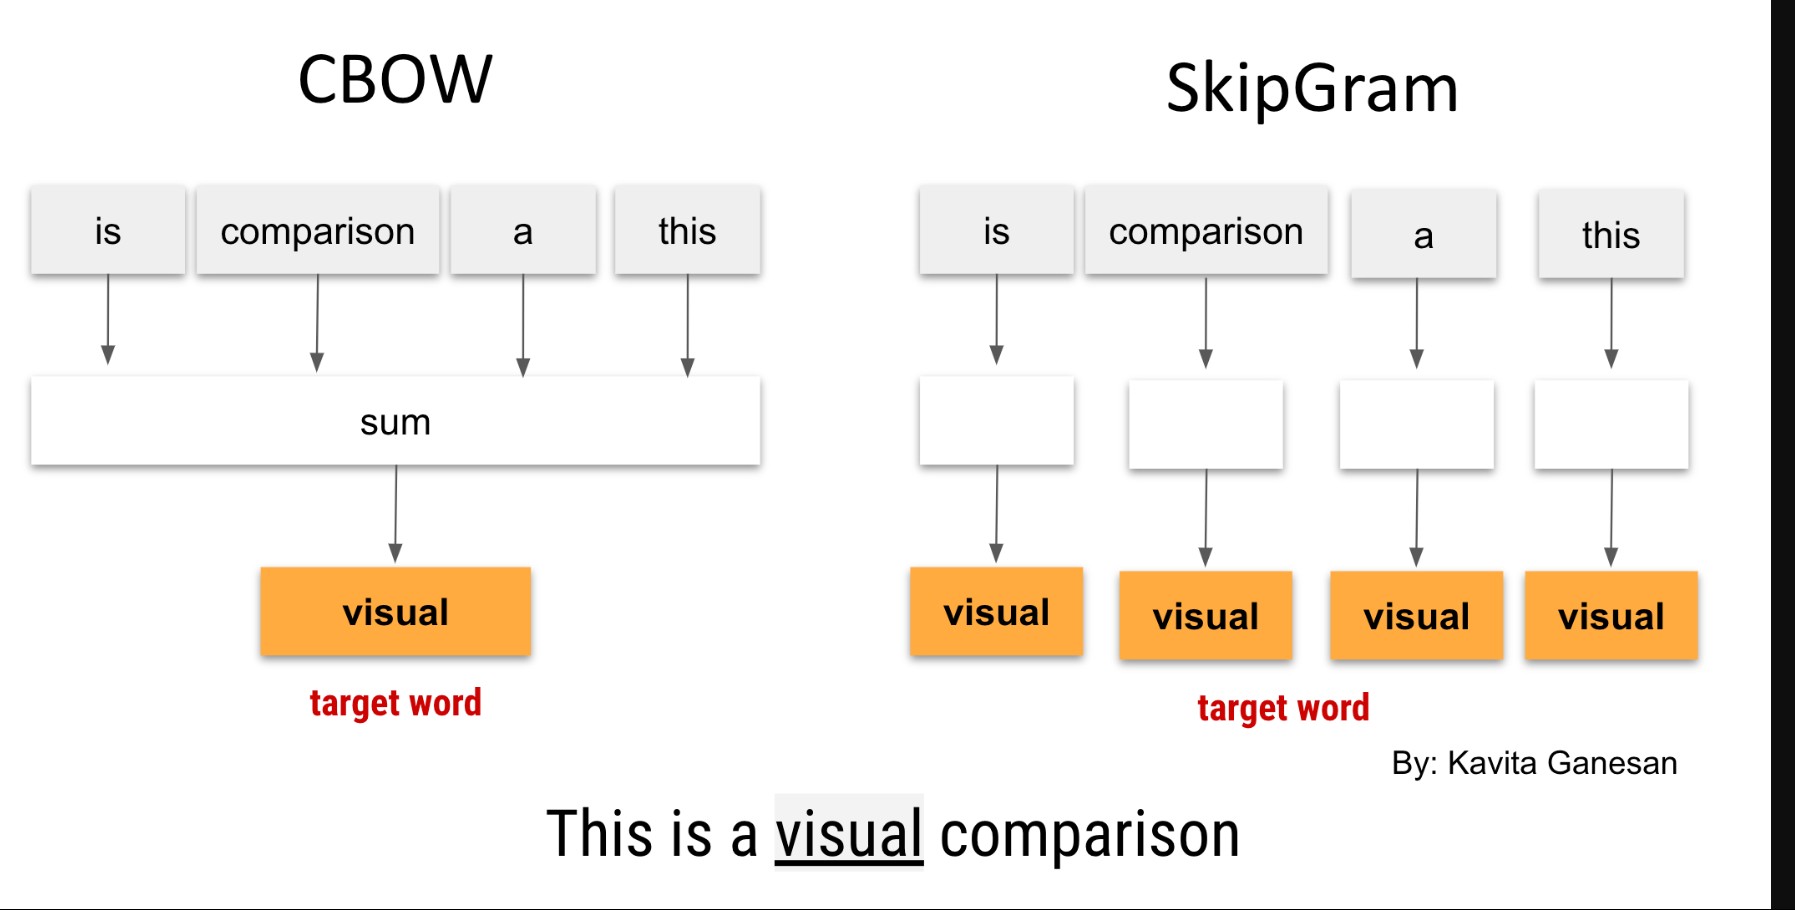 CBOW
SkipGram
is comparison a this
is comparison a this
sum
visual
visual visual visual visual
target word
target word
By: Kavita Ganesan
This is a visual comparison